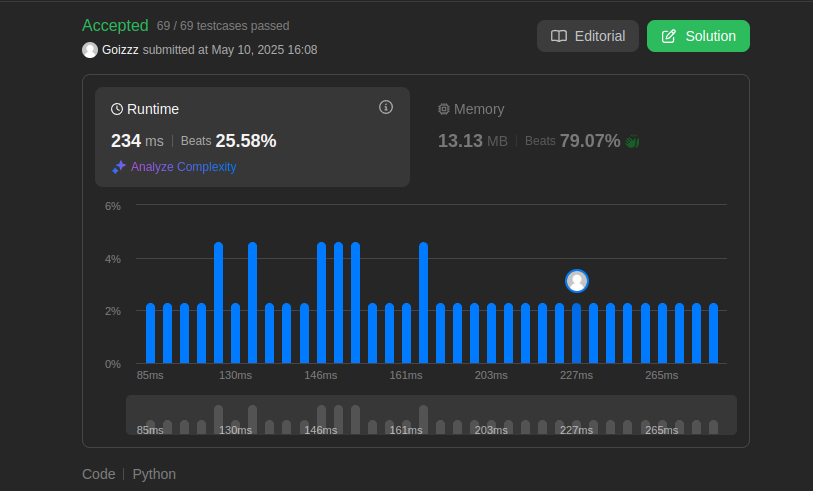 Accepted 69 / 69 testcases passed
Goizzz submitted at May 10, 2025 16:08
Editorial
Solution
Runtime
234 ms | Beats 25.58%
Analyze Complexity
Memory
13.13 MB | Beats 79.07%
6%
4%
2%
0%
85ms 130ms 146ms 161ms 203ms 227ms 265ms
85ms 130ms 146ms 161ms 203ms 227ms 265ms
Code | Python